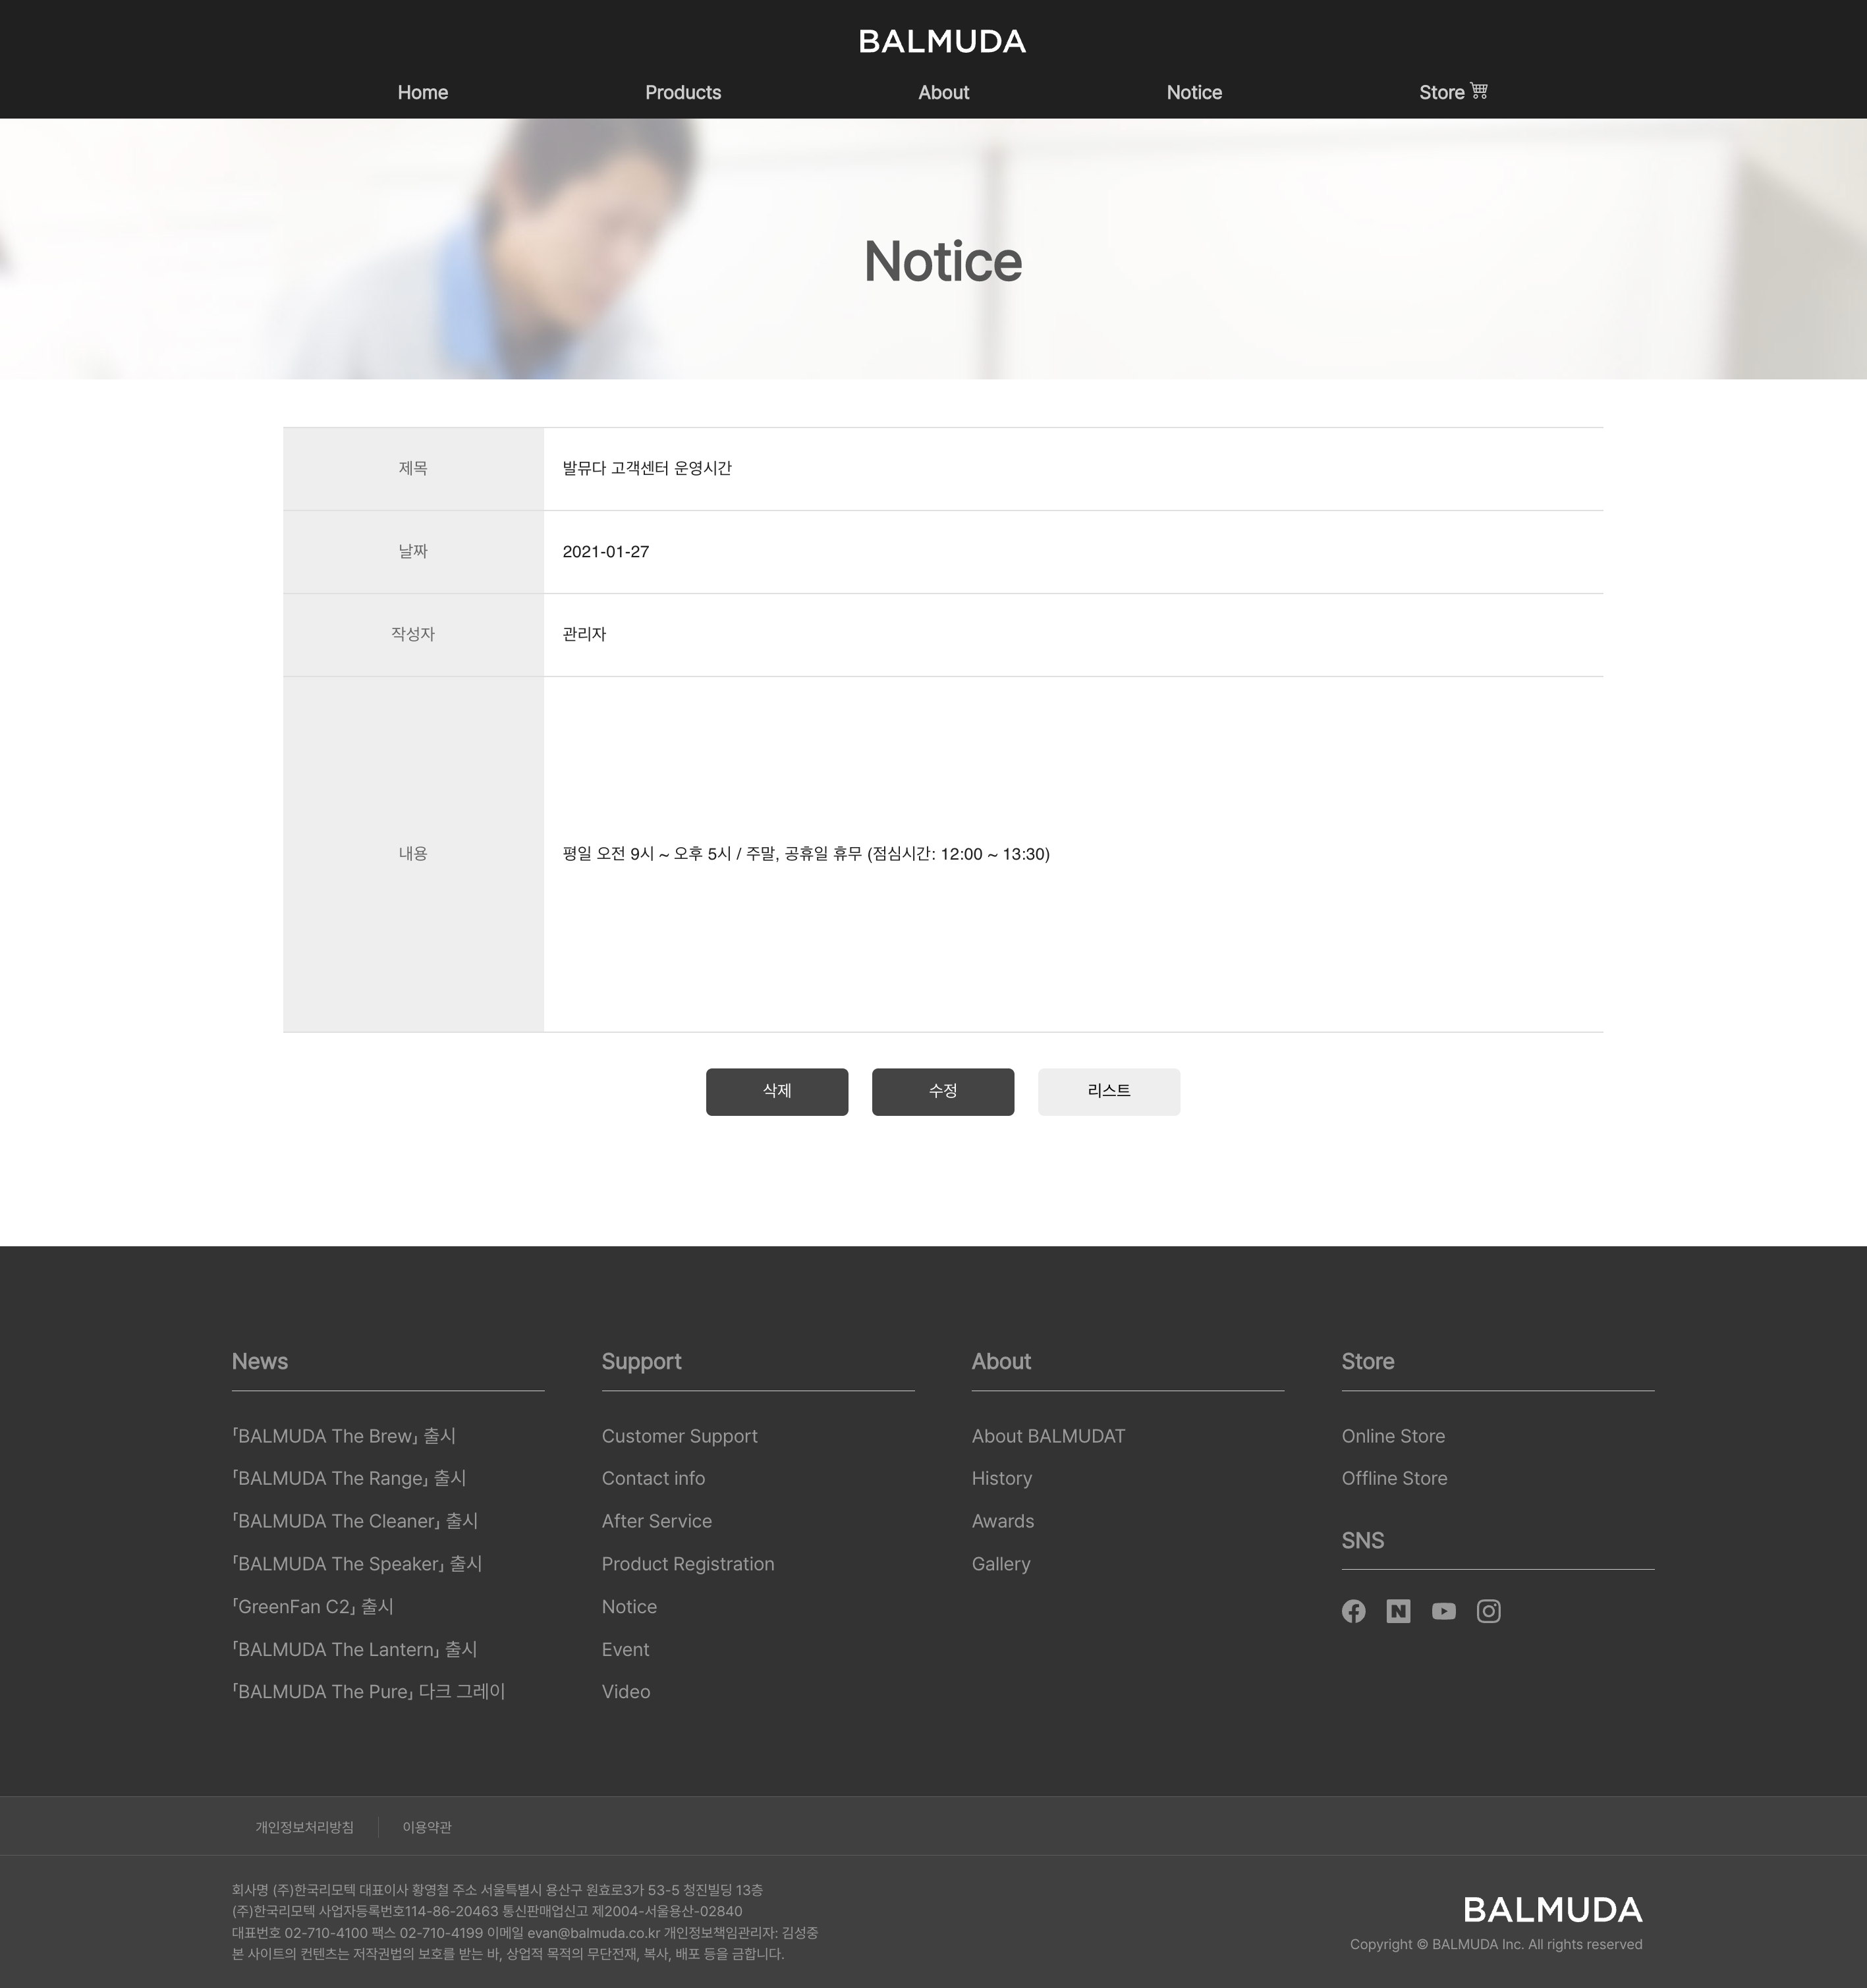 BALMUDA
Home
Products
About
Notice
Store
Notice
제목
발뮤다 고객센터 운영시간
날짜
2021-01-27
작성자
관리자
내용
평일 오전 9시 ~ 오후 5시 / 주말, 공휴일 휴무 (점심시간: 12:00 ~ 13:30)
삭제
수정
리스트
News
「BALMUDA The Brew」 출시
「BALMUDA The Range」 출시
「BALMUDA The Cleaner」 출시
「BALMUDA The Speaker」 출시
「GreenFan C2」 출시
「BALMUDA The Lantern」 출시
「BALMUDA The Pure」 다크 그레이
Support
Customer Support
Contact info
After Service
Product Registration
Notice
Event
Video
About
About BALMUDAT
History
Awards
Gallery
Store
Online Store
Offline Store
SNS
개인정보처리방침
이용약관
회사명 (주)한국리모텍 대표이사 황영철 주소 서울특별시 용산구 원효로3가 53-5 청진빌딩 13층
(주)한국리모텍 사업자등록번호114-86-20463 통신판매업신고 제2004-서울용산-02840
대표번호 02-710-4100 팩스 02-710-4199 이메일 evan@balmuda.co.kr 개인정보책임관리자: 김성중
본 사이트의 컨텐츠는 저작권법의 보호를 받는 바, 상업적 목적의 무단전재, 복사, 배포 등을 금합니다.
BALMUDA
Copyright © BALMUDA Inc. All rights reserved